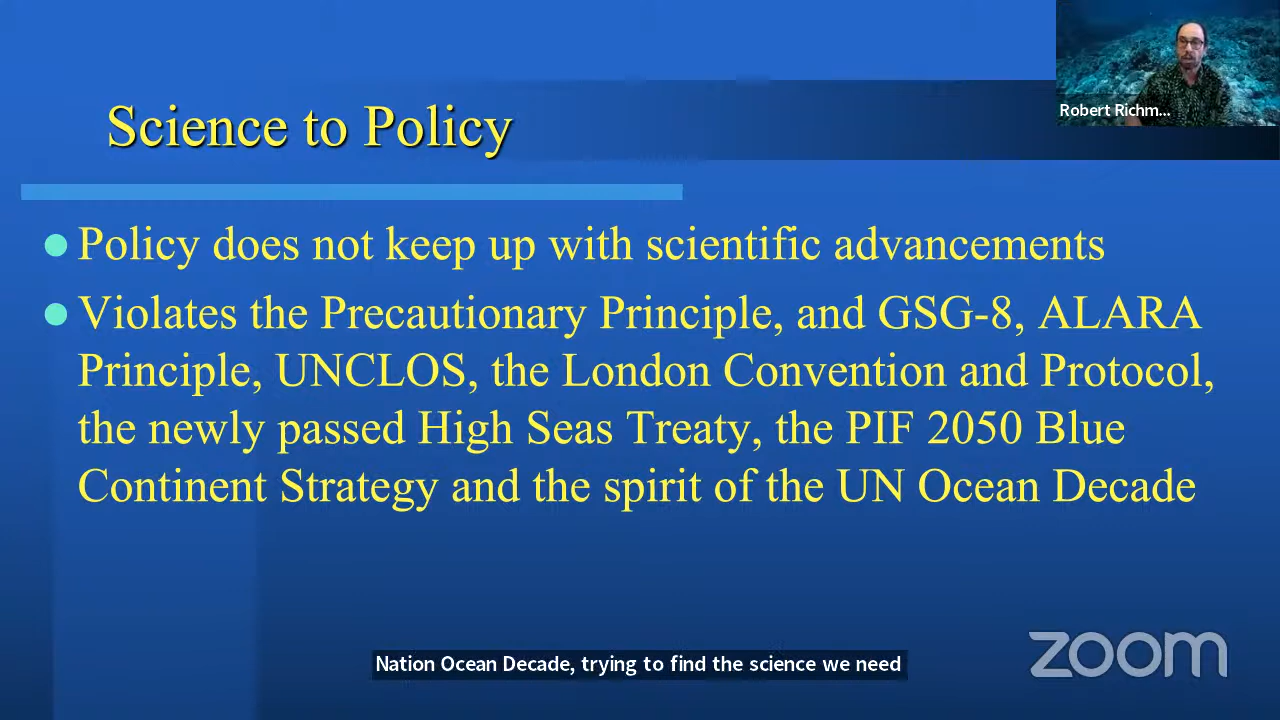 Robert Richm...
Science to Policy
Policy does not keep up with scientific advancements
Violates the Precautionary Principle, and GSG-8, ALARA
Principle, UNCLOS, the London Convention and Protocol,
the newly passed High Seas Treaty, the PIF 2050 Blue
Continent Strategy and the spirit of the UN Ocean Decade
Nation Ocean Decade, trying to find the science we need
zoom